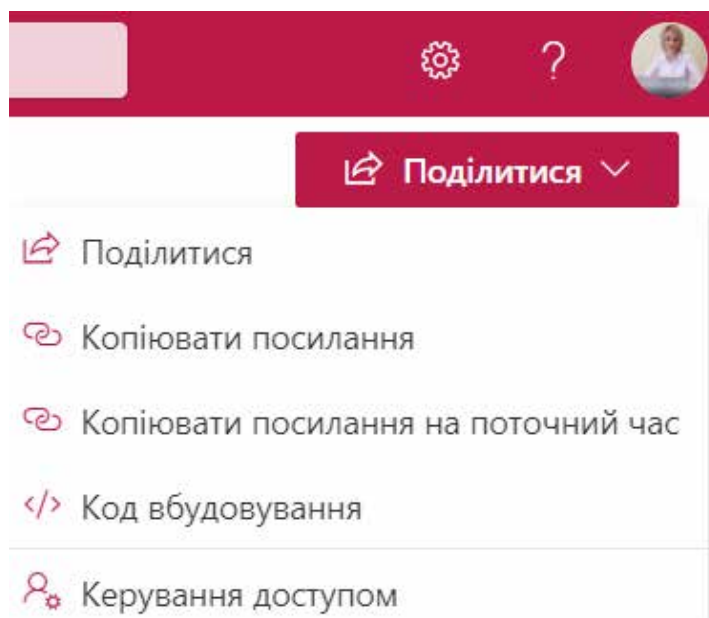 Поділитися
Поділитися
Копіювати посилання
Копіювати посилання на поточний час
Код вбудовування
Керування доступом